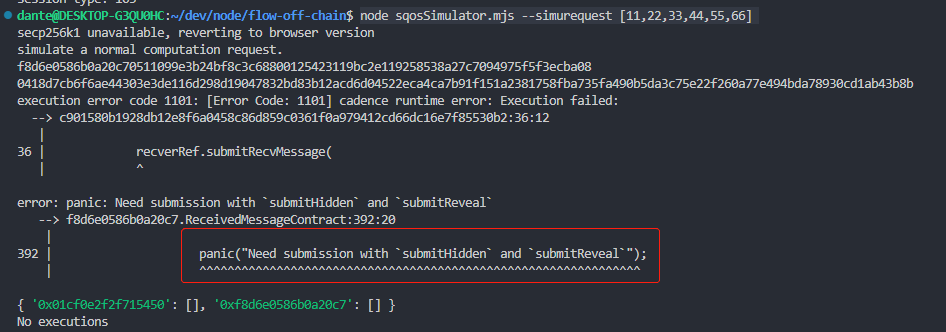 dante@DESKTOP-G3QU0HC:~/dev/node/flow-off-chain$ node sqosSimulator.mjs --simurequest [11,22,33,44,55,66]
secp256k1 unavailable, reverting to browser version
simulate a normal computation request.
f8d6e0586b0a20c70511099e3b24bf8c3c68800125423119bc2e119258538a27c7094975f5f3ecba08
0418d7cb6f6ae44303e3de116d298d19047832bd83b12acd6d04522eca4ca7b91f151a2381758fba735fa490b5da3c75e22f260a77e494bda78930cd1ab43b8b
execution error code 1101: [Error Code: 1101] cadence runtime error: Execution failed:
--> c901580b1928db12e8f6a0458c86d859c0361f0a979412cd66dc16e7f85530b2:36:12
|
36 | recverRef.submitRecvMessage(
| ^
error: panic: Need submission with `submitHidden` and `submitReveal`
--> f8d6e0586b0a20c7.ReceivedMessageContract:392:20
|
392 | panic("Need submission with `submitHidden` and `submitReveal`");
| ^^^^^^^^^^^^^^^^^^^^^^^^^^^^^^^^^^^^^^^^^^^^^^^^^^^^^^^^^^^^^^^
{ '0x01cf0e2f2f715450': [], '0xf8d6e0586b0a20c7': [] }
No executions